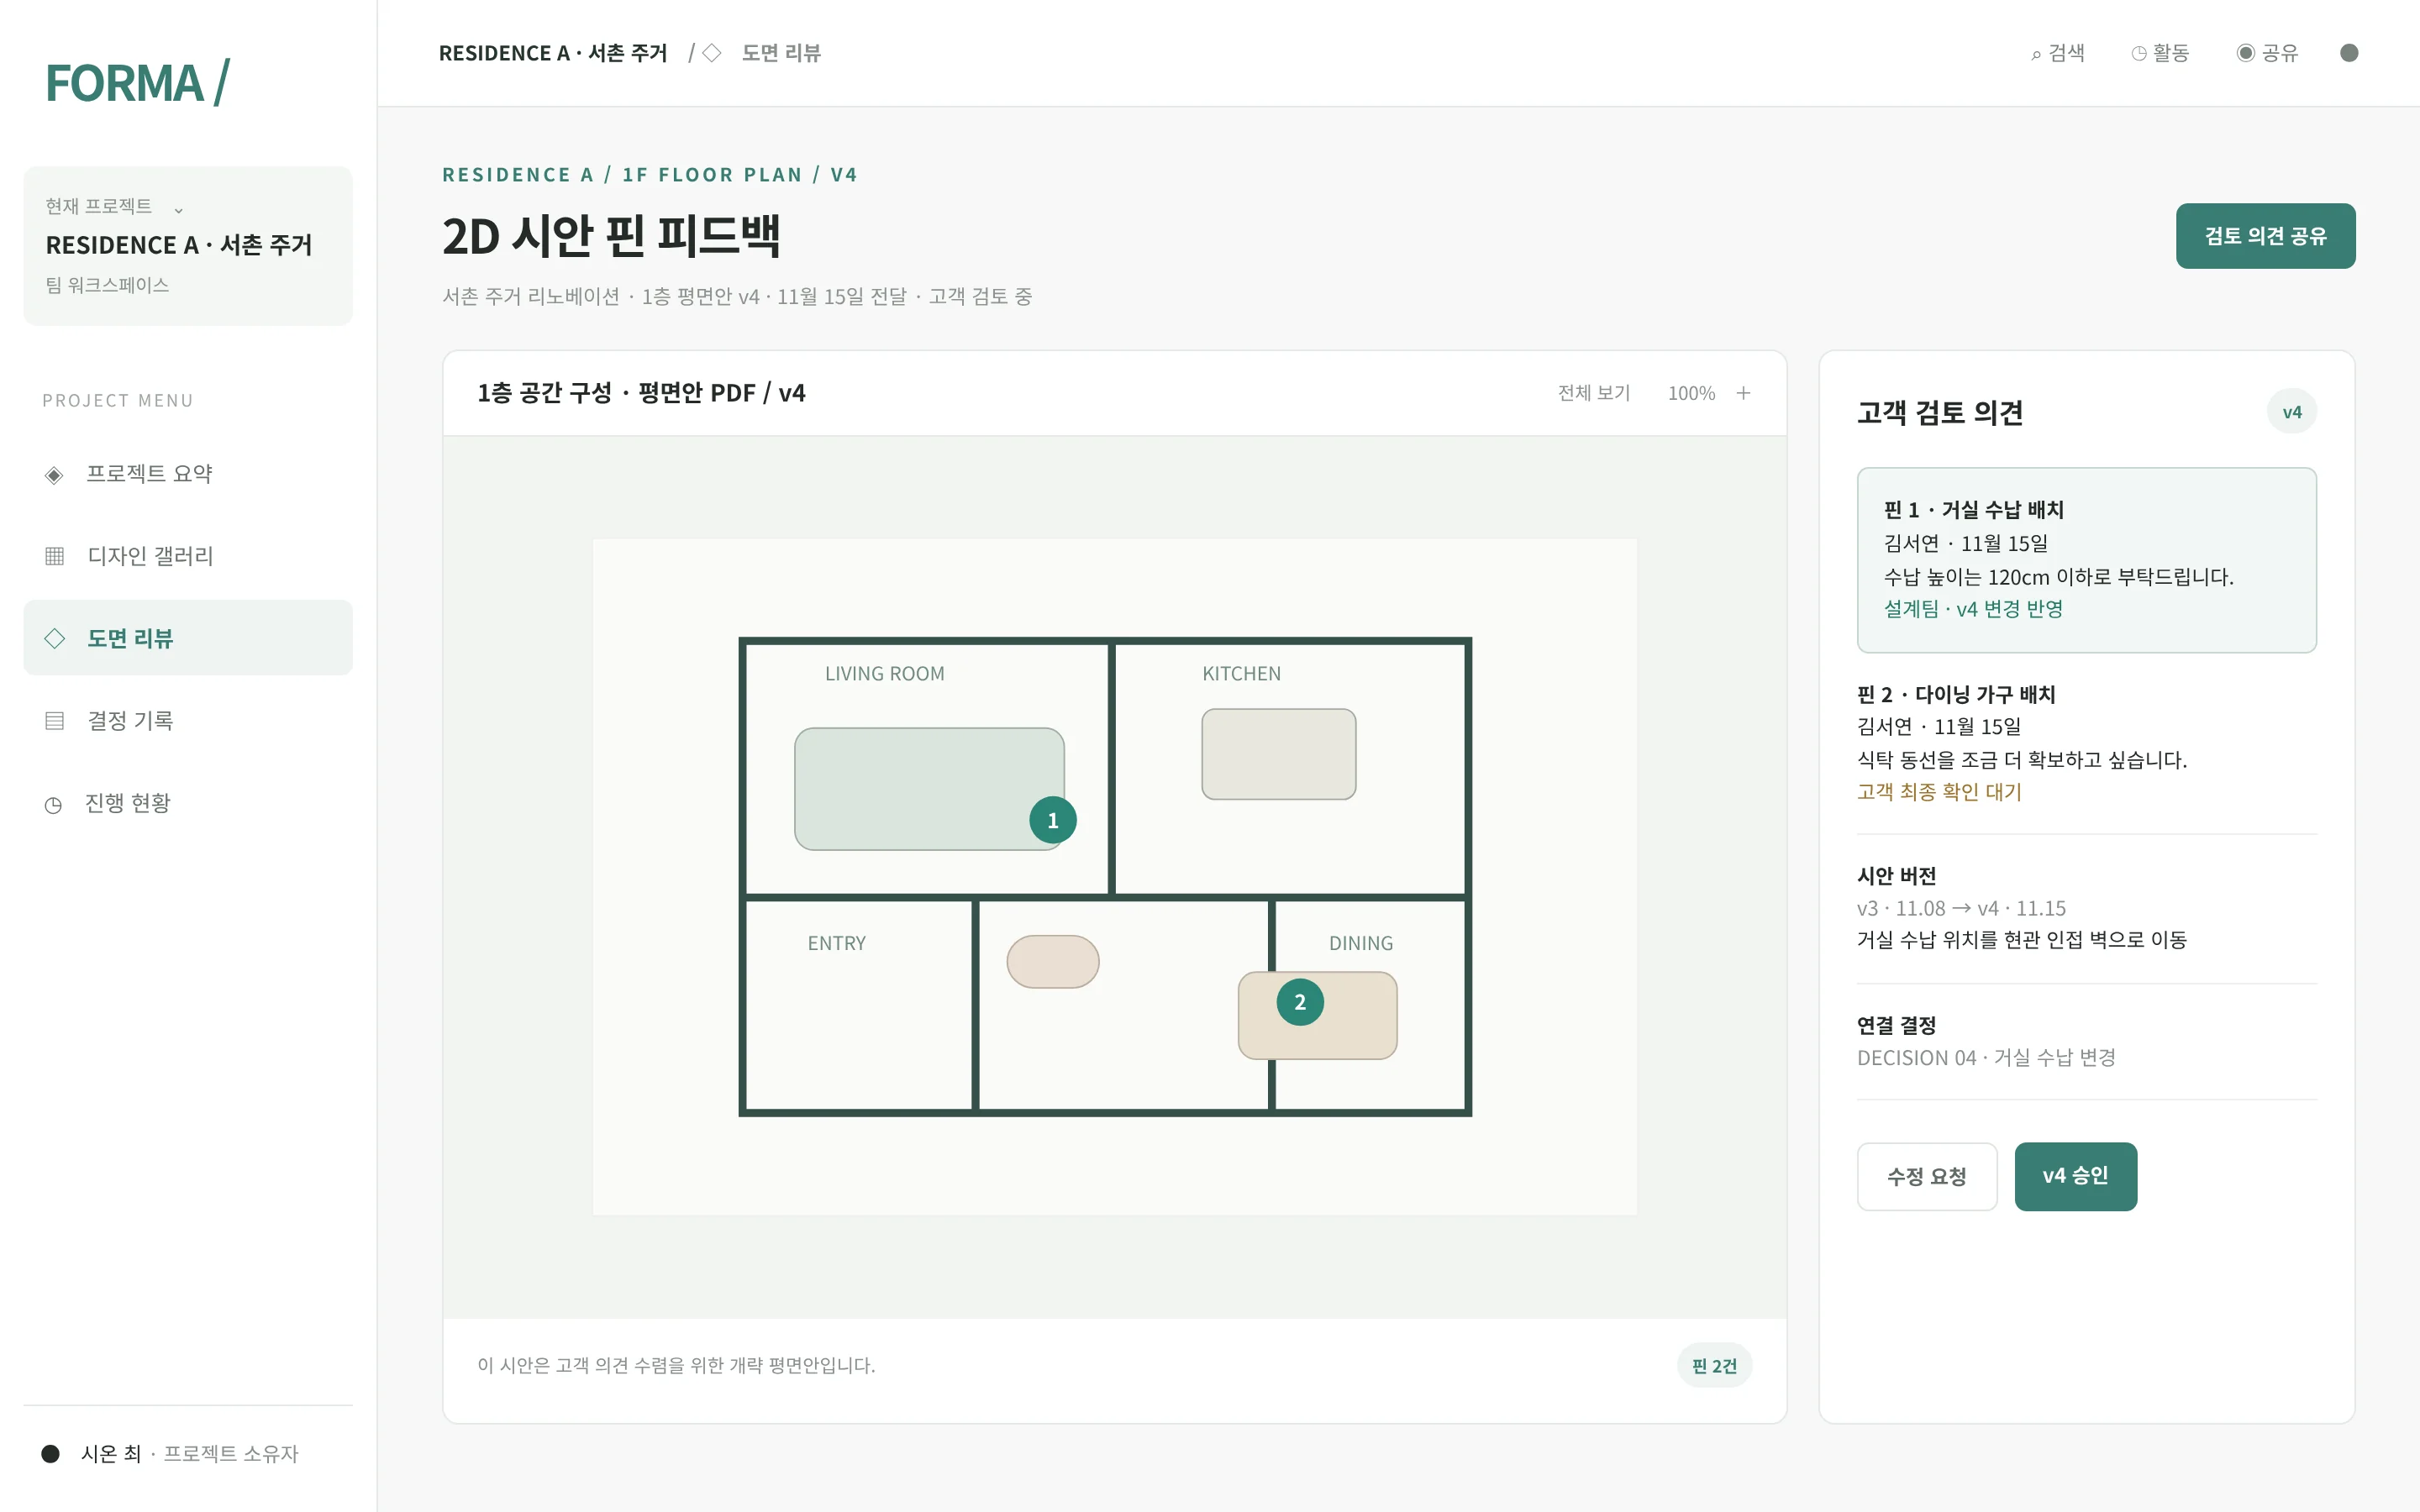 FORMA /
현재 프로젝트
RESIDENCE A · 서촌 주거
팀 워크스페이스
PROJECT MENU
프로젝트 요약
디자인 갤러리
도면 리뷰
결정 기록
진행 현황
시온 최 · 프로젝트 소유자
RESIDENCE A · 서촌 주거 / 도면 리뷰
검색 활동 공유
RESIDENCE A / 1F FLOOR PLAN / V4
2D 시안 핀 피드백
서촌 주거 리노베이션 · 1층 평면안 v4 · 11월 15일 전달 · 고객 검토 중
검토 의견 공유
1층 공간 구성 · 평면안 PDF / v4
전체 보기 100% +
LIVING ROOM
KITCHEN
1
ENTRY
DINING
2
이 시안은 고객 의견 수렴을 위한 개략 평면안입니다.
핀 2건
고객 검토 의견
v4
핀 1 · 거실 수납 배치
김서연 · 11월 15일
수납 높이는 120cm 이하로 부탁드립니다.
설계팀 · v4 변경 반영
핀 2 · 다이닝 가구 배치
김서연 · 11월 15일
식탁 동선을 조금 더 확보하고 싶습니다.
고객 최종 확인 대기
시안 버전
v3 · 11.08 → v4 · 11.15
거실 수납 위치를 현관 인접 벽으로 이동
연결 결정
DECISION 04 · 거실 수납 변경
수정 요청
v4 승인